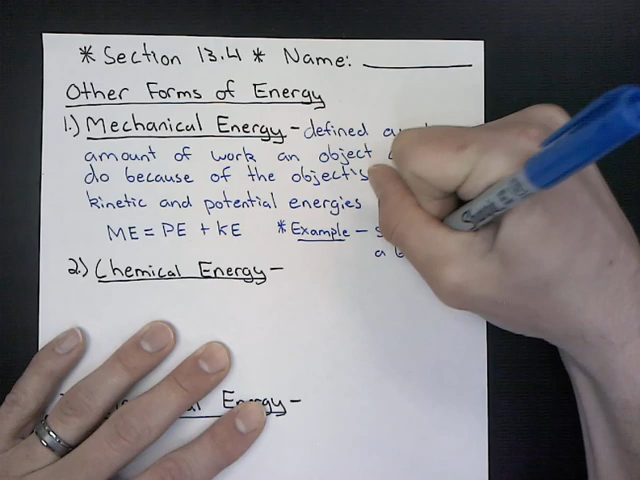 * Section 13.4 * Name:
Other Forms of Energy
1.) Mechanical Energy - defined
amount of work an object
do because of the object's
kinetic and potential energies
ME = PE + KE * Example -
a
2.) Chemical Energy -
Energy -